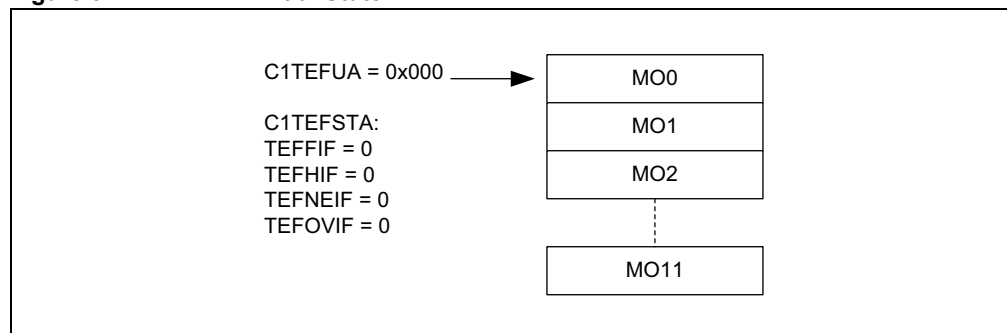 C1TEFUA = 0x000
MO0
C1TEFSTA:
MO1
TEFFIF = 0
TEFHIF = 0
MO2
TEFNEIF = 0
TEFOVIF = 0
MO11